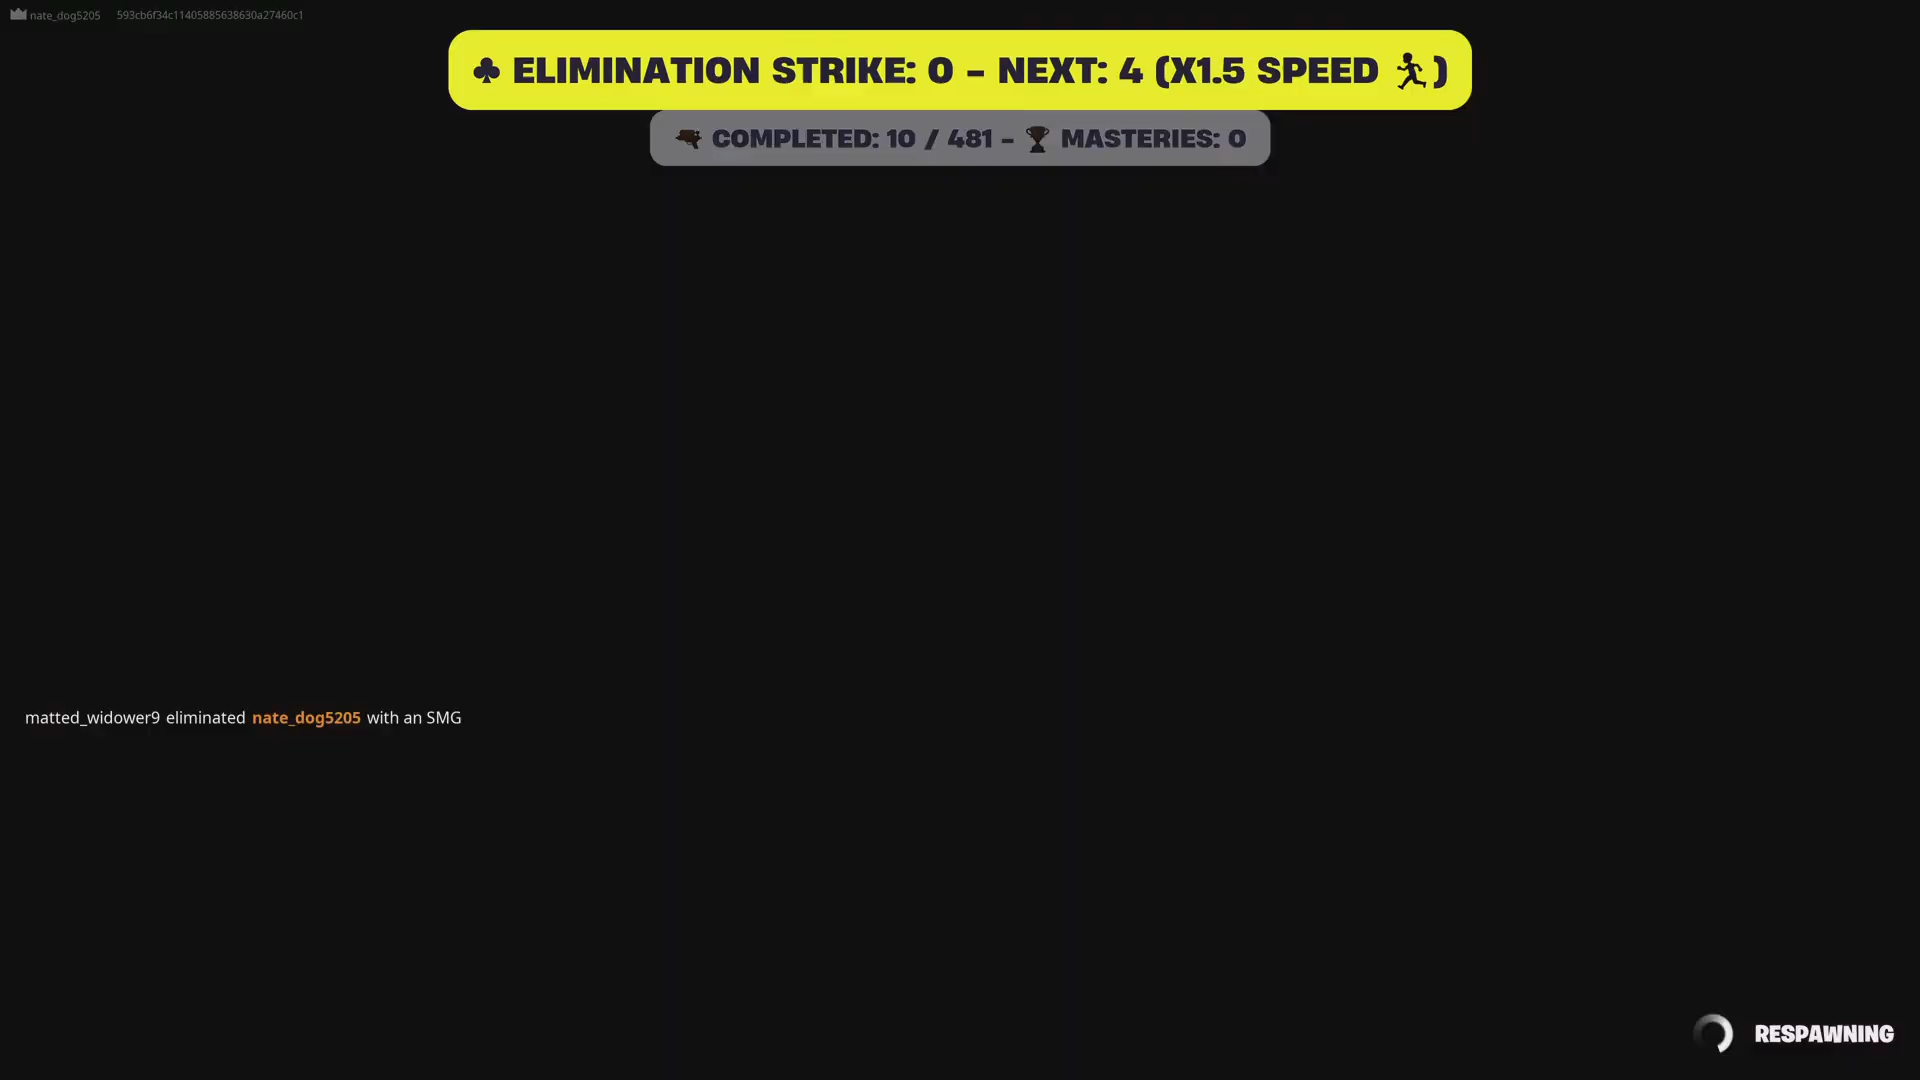 nate_dog5205 593cb6f34c11405885638630a27460c1
♣ ELIMINATION STRIKE: 0 - NEXT: 4 (X1.5 SPEED 🏃)
COMPLETED: 10 / 481 - 🏆 MASTERIES: 0
matted_widower9 eliminated nate_dog5205 with an SMG
RESPAWNING